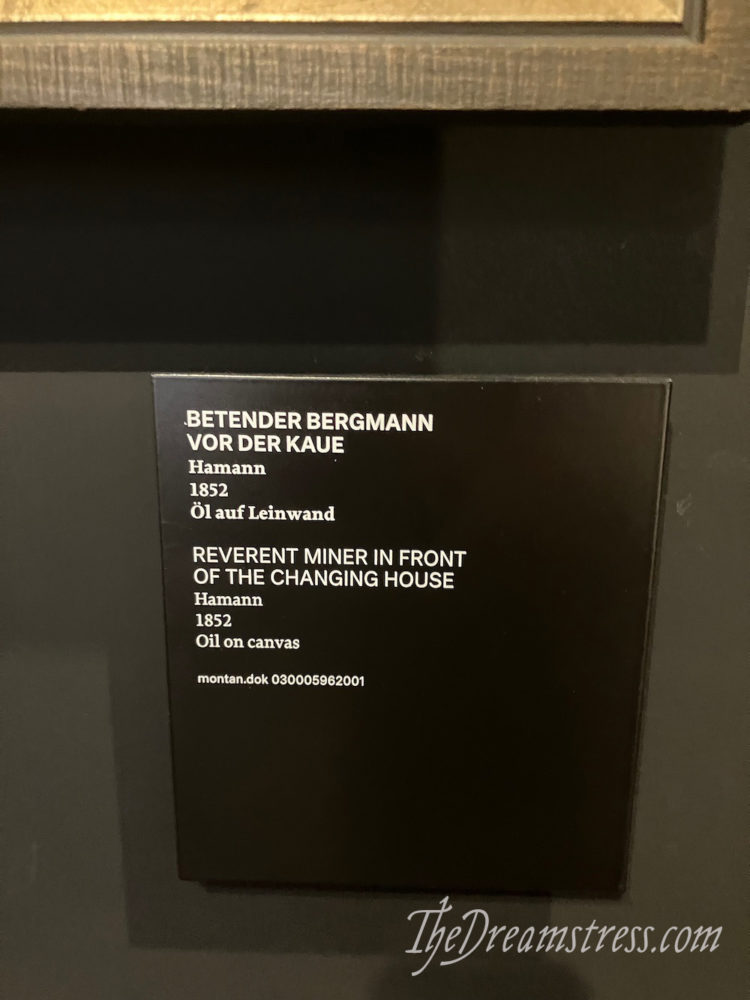 BETENDER BERGMANN
VOR DER KAUE
Hamann
1852
Öl auf Leinwand
REVERENT MINER IN FRONT
OF THE CHANGING HOUSE
Hamann
1852
Oil on canvas
montan.dok 030005962001
TheDreamstress.com